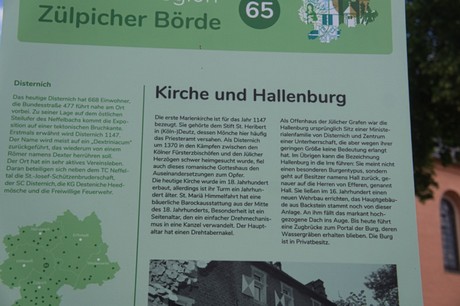 Zülpicher Börde
65
Disternich
Das heutige Disternich hat 668 Einwohner,
die Bundesstraße 477 führt nahe am Ort
vorbei. Zu seiner Lage auf dem östlichen
Steilufer des Neffelbachs kommt die Expo-
sition auf einer tektonischen Bruchkante.
Erstmals erwähnt wird Disternich 1147.
Der Name wird meist auf ein
zurückgeführt, das wiederum von einem
Römer namens Dexter herrühren soll.
Der Ort hat ein sehr aktives Vereinsleben.
Daran beteiligen sich neben dem TC Neffel-
tal die St.-Josef-Schützenbruderschaft,
der SC Disternich, die KG Oesteriche Haed-
mösche und die Freiwillige Feuerwehr.
Kirche und Hallenburg
Die erste Marienkirche ist für das Jahr 1147
bezeugt. Sie gehörte dem Stift St. Heribert
in (Köln-)Deutz, dessen Mönche hier häufig
das Priesteramt versahen. Als Disternich
um 1370 in den Kämpfen zwischen den
Kölner Fürsterzbischöfen und den Jülicher
Herzögen schwer heimgesucht wurde, fiel
auch dieses romanische Gotteshaus den
Auseinandersetzungen zum Opfer.
Die heutige Kirche wurde im 18. Jahrhundert
erbaut, allerdings ist ihr Turm ein Jahrhun-
dert älter. St. Mariä Himmelfahrt ist eine
bäuerliche Barockausstattung aus der Mitte
des 18. Jahrhunderts, Besonderheit ist ein
Seitenaltar, den ein einfacher Drehmechanis-
mus in eine Kanzel verwandelt. Der Haupt-
altar hat einen Drehtabernakel.
Als Offenhaus der Jülicher Grafen war die
Hallenburg ursprünglich Sitz einer Ministe-
rialenfamilie von Disternich und Zentrum
einer Unterherrschaft, die aber wegen ihrer
geringen Größe keine Bedeutung erlangt
hat. Im Übrigen kann die Bezeichnung
Hallenburg in die Irre führen: Sie meint nicht
einen besonderen Burgentypus, sondern
geht auf Besitzer namens Hall zurück, genau-
er auf die Herren von Efferen, genannt
Hall. Sie ließen im 16. Jahrhundert einen
neuen Wehrbau errichten, das Hauptgebäu-
de aus Backstein stammt noch von dieser
Anlage. An ihm fällt das markant hoch-
gezogene Dach ins Auge. Bis heute führt
eine Zugbrücke zum Portal der Burg, deren
Wassergräben erhalten blieben. Die Burg
ist in Privatbesitz.